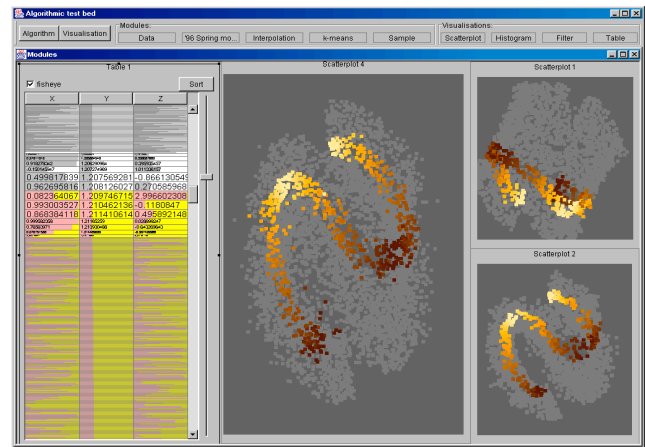 Algorithmic test bed
Modules:
Visualisations:
Algorithm Visualisation Data '96 Spring mo... Interpolation k-means Sample Scatterplot Histogram Filter Table
Modules
Table 1
Scatterplot 4
Scatterplot 1
fisheye Sort
X Y Z
0.499817839 1.207569281 -0.866130549
0.962695816 1.208126027 0.270585968
0.082364067 1.209746715 2.996602308
0.993003527 1.210462136 -0.1180847
0.868384118 1.211410614 0.495892148
Scatterplot 2